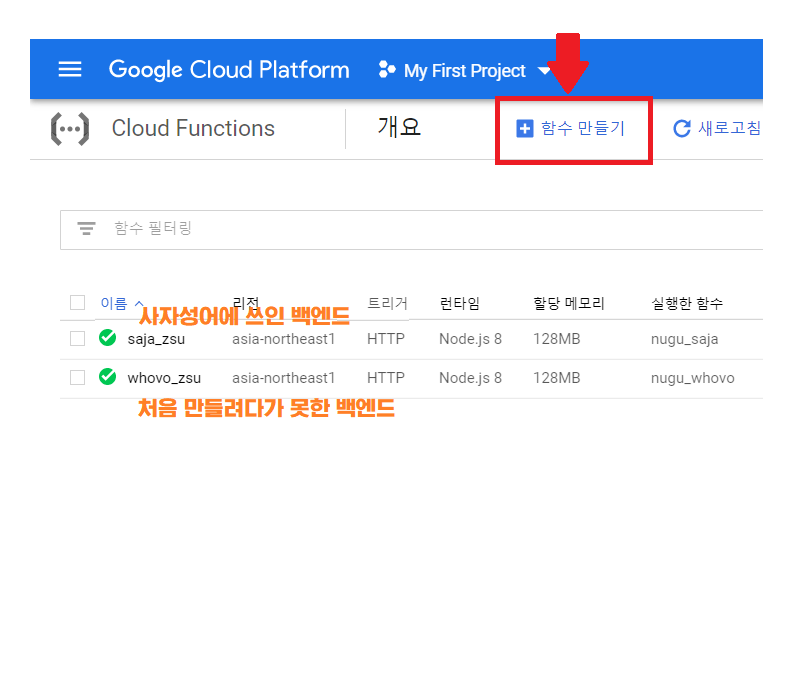 Google Cloud Platform My First Project
Cloud Functions 개요 함수 만들기 새로고침
함수 필터링
이름 리전 트리거 런타임 할당 메모리 실행한 함수
사자성어에 쓰인 백엔드
saja_zsu asia-northeast1 HTTP Node.js 8 128MB nugu_saja
whovo_zsu asia-northeast1 HTTP Node.js 8 128MB nugu_whovo
처음 만들려다가 못한 백엔드